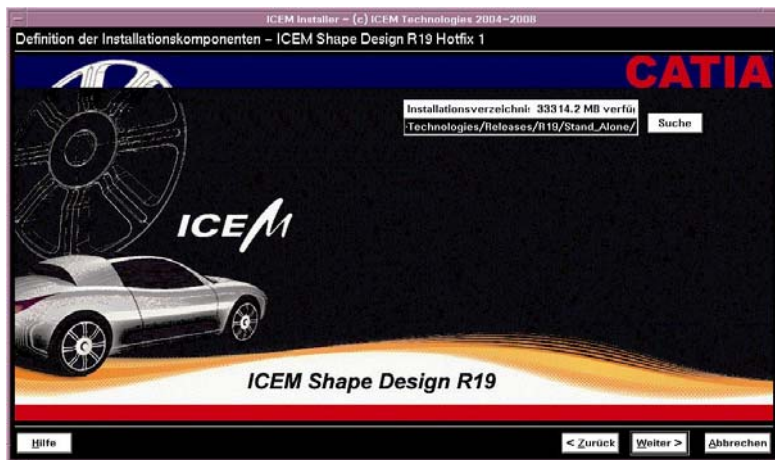 ICEM Installer - (c) ICEM Technologies 2004-2008
Definition der Installationskomponenten - ICEM Shape Design R19 Hotfix 1
CATIA
Installationsverzeichni: 33314.2 MB verfü
-Technologies/Releases/R19/Stand_Alone/
Suche
ICEM
ICEM Shape Design R19
Hilfe
< Zurück
Weiter >
Abbrechen